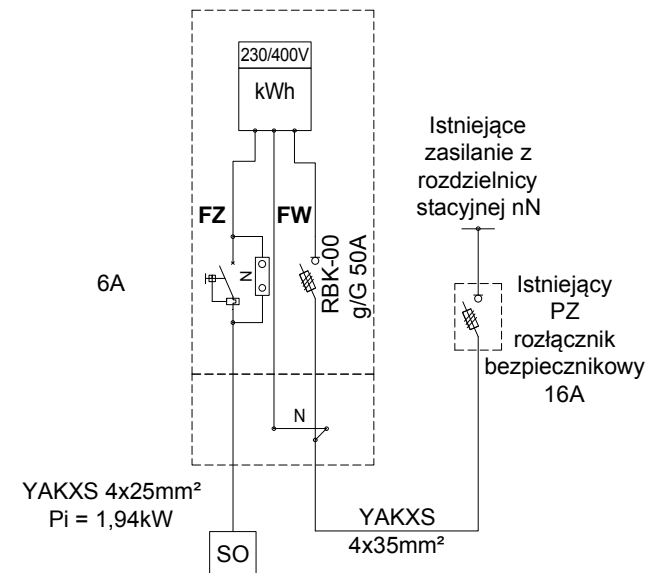 230/400V
kWh
Istniejące
zasilanie z
rozdzielnicy
stacyjnej nN
FZ
FW
N
RBK-00
g/G 50A
6A
Istniejący
PZ
rozłącznik
bezpiecznikowy
16A
N
YAKXS 4x25mm²
Pi = 1,94kW
YAKXS
4x35mm²
SO